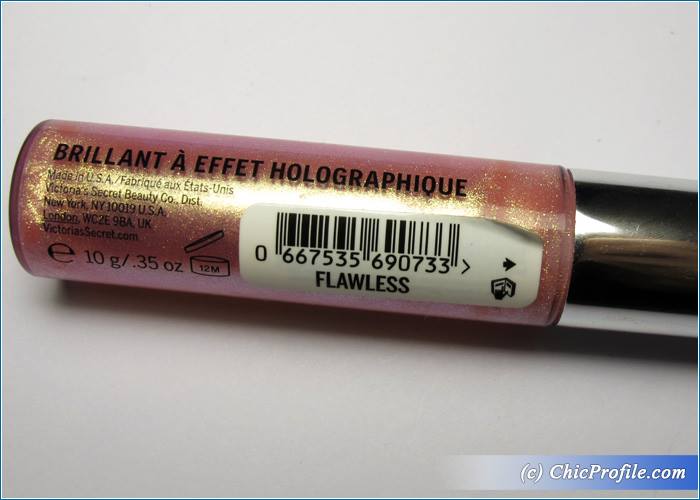 BRILLANT À EFFET HOLOGRAPHIQUE
Made in U.S.A./Fabriqué aux États-Unis
Victoria's Secret Beauty Co., Dist.
New York, NY 10019 U.S.A.
London, WC2E 9BA, UK
VictoriasSecret.com
e 10 g/.35 oz 12M
0 667535 690733 >
FLAWLESS
(c) ChicProfile.com